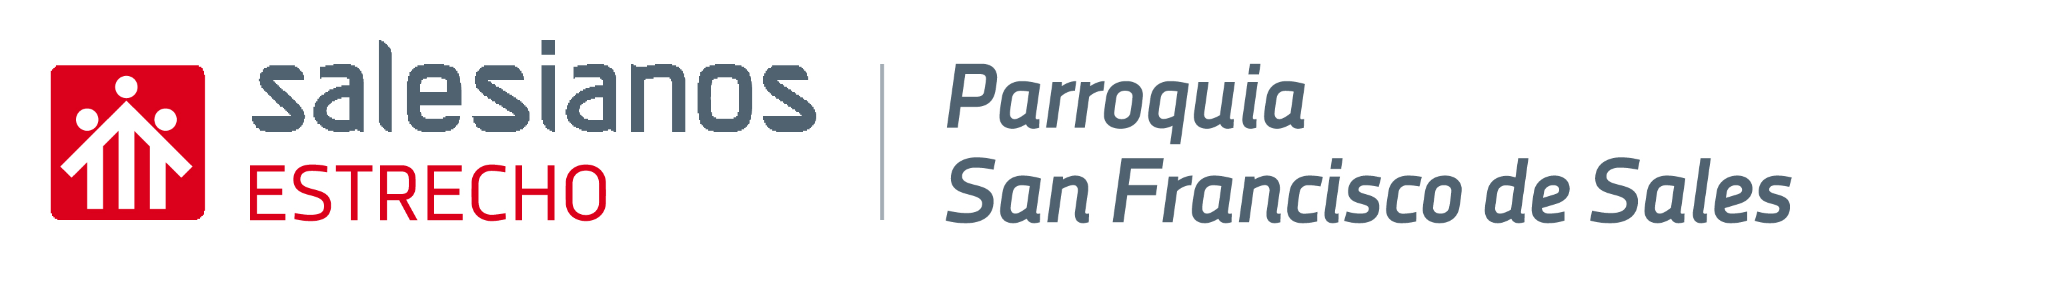 salesianos
ESTRECHO
Parroquia
San Francisco de Sales